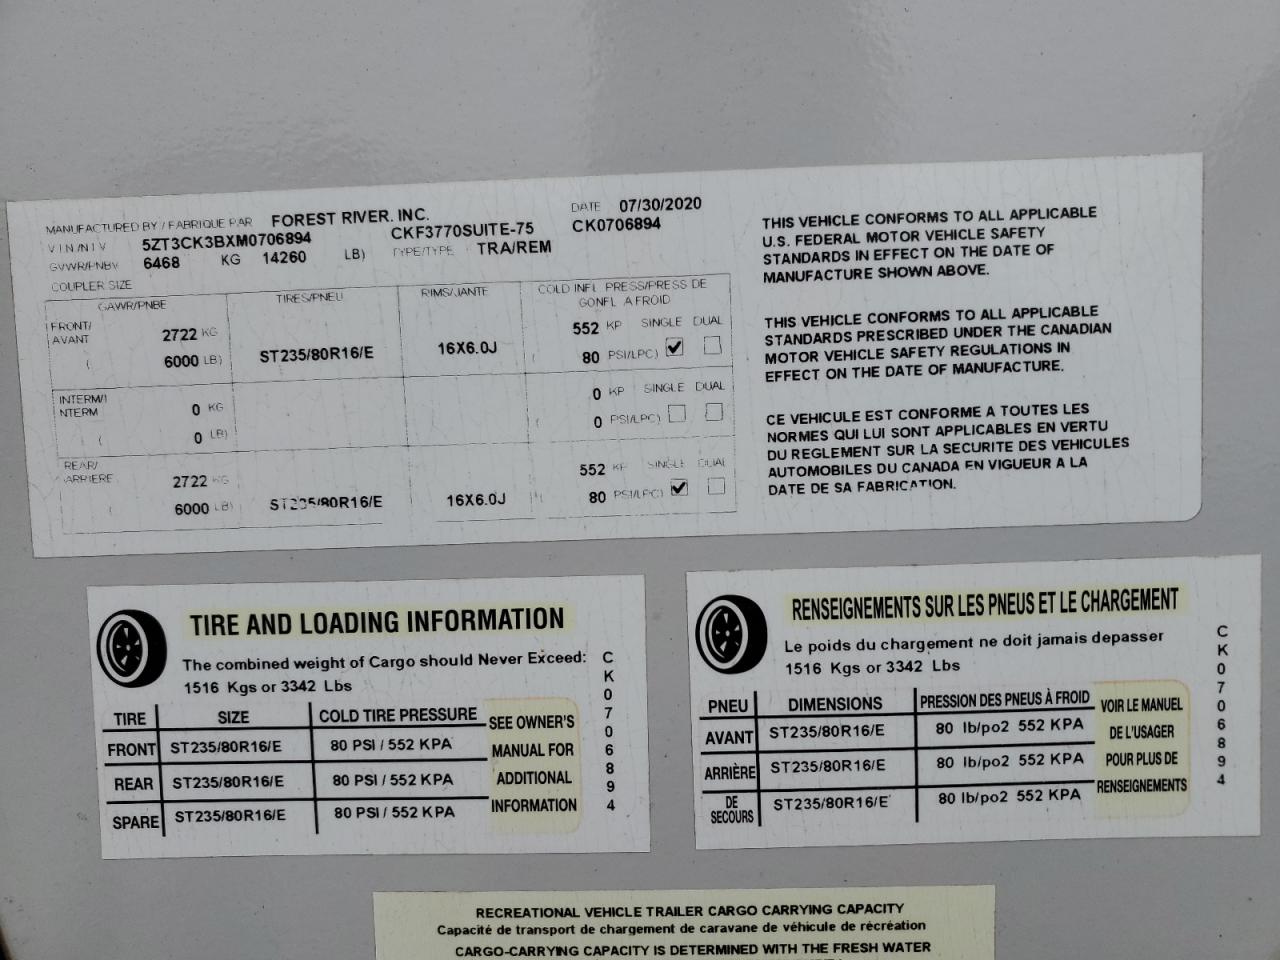 MANUFACTURED BY / FABRIQUE PAR FOREST RIVER, INC. DATE 07/30/2020
VIN/NIV 5ZT3CK3BXM0706894 CKF3770SUITE-75 CK0706894
GVWR/PNBV 6468 KG 14260 LB) TYPE/TYPE TRA/REM
COUPLER SIZE
GAWR/PNBE TIRES/PNEU RIMS/JANTE COLD INFL PRESS/PRESS DE
GONFL A FROID
FRONT/ 2722 KG 552 KP SINGLE DUAL
AVANT
( 6000 LB) ST235/80R16/E 16X6.0J ( 80 PSI/LPC)
INTERM/I 0 KG 0 KP SINGLE DUAL
NTERM
( 0 LB) 0 PSI/LPC)
REAR/ 2722 KG 552 KP SINGLE DUAL
ARRIERE
( 6000 LB) ST235/80R16/E 16X6.0J ( 80 PSI/LPC)
THIS VEHICLE CONFORMS TO ALL APPLICABLE
U.S. FEDERAL MOTOR VEHICLE SAFETY
STANDARDS IN EFFECT ON THE DATE OF
MANUFACTURE SHOWN ABOVE.
THIS VEHICLE CONFORMS TO ALL APPLICABLE
STANDARDS PRESCRIBED UNDER THE CANADIAN
MOTOR VEHICLE SAFETY REGULATIONS IN
EFFECT ON THE DATE OF MANUFACTURE.
CE VEHICULE EST CONFORME A TOUTES LES
NORMES QUI LUI SONT APPLICABLES EN VERTU
DU REGLEMENT SUR LA SECURITE DES VEHICULES
AUTOMOBILES DU CANADA EN VIGUEUR A LA
DATE DE SA FABRICATION.
TIRE AND LOADING INFORMATION
The combined weight of Cargo should Never Exceed:
1516 Kgs or 3342 Lbs
TIRE SIZE COLD TIRE PRESSURE
FRONT ST235/80R16/E 80 PSI / 552 KPA
REAR ST235/80R16/E 80 PSI / 552 KPA
SPARE ST235/80R16/E 80 PSI / 552 KPA
SEE OWNER'S
MANUAL FOR
ADDITIONAL
INFORMATION
CK0706894
RENSEIGNEMENTS SUR LES PNEUS ET LE CHARGEMENT
Le poids du chargement ne doit jamais depasser
1516 Kgs or 3342 Lbs
PNEU DIMENSIONS PRESSION DES PNEUS À FROID
AVANT ST235/80R16/E 80 lb/po2 552 KPA
ARRIÈRE ST235/80R16/E 80 lb/po2 552 KPA
DE
SECOURS ST235/80R16/E 80 lb/po2 552 KPA
VOIR LE MANUEL
DE L'USAGER
POUR PLUS DE
RENSEIGNEMENTS
CK0706894
RECREATIONAL VEHICLE TRAILER CARGO CARRYING CAPACITY
Capacité de transport de chargement de caravane de véhicule de récréation
CARGO-CARRYING CAPACITY IS DETERMINED WITH THE FRESH WATER